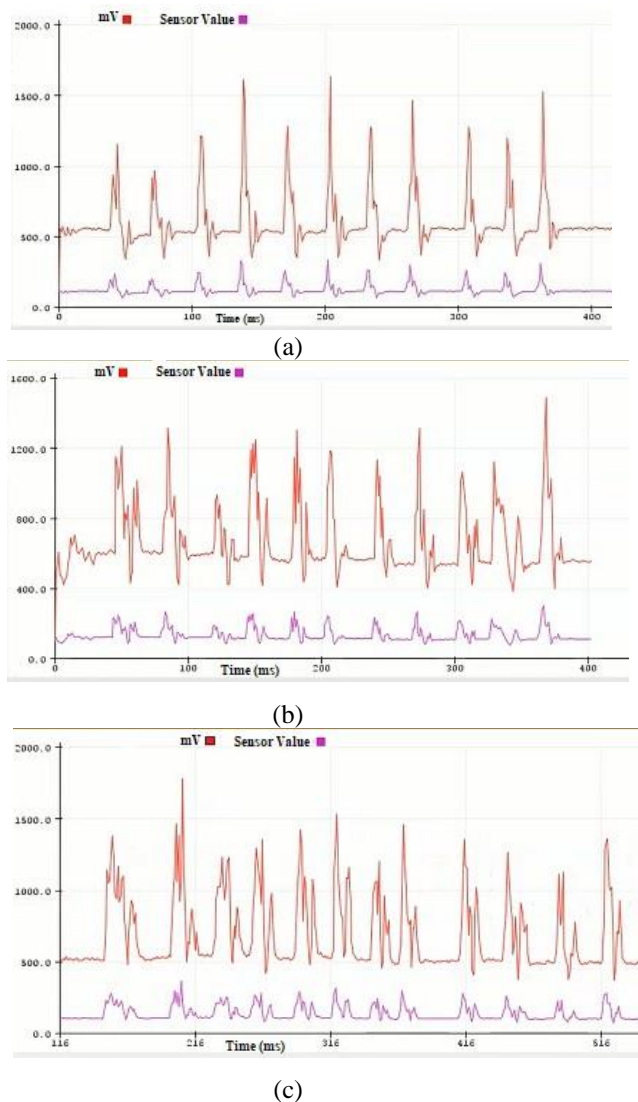 mV Sensor Value
2000.0
1500.0
1000.0
500.0
0.0
0 100 200 300 400
Time (ms)
(a)
mV Sensor Value
1600.0
1200.0
800.0
400.0
0.0
0 100 200 300 400
Time (ms)
(b)
mV Sensor Value
2000.0
1500.0
1000.0
500.0
0.0
116 216 316 416 516
Time (ms)
(c)